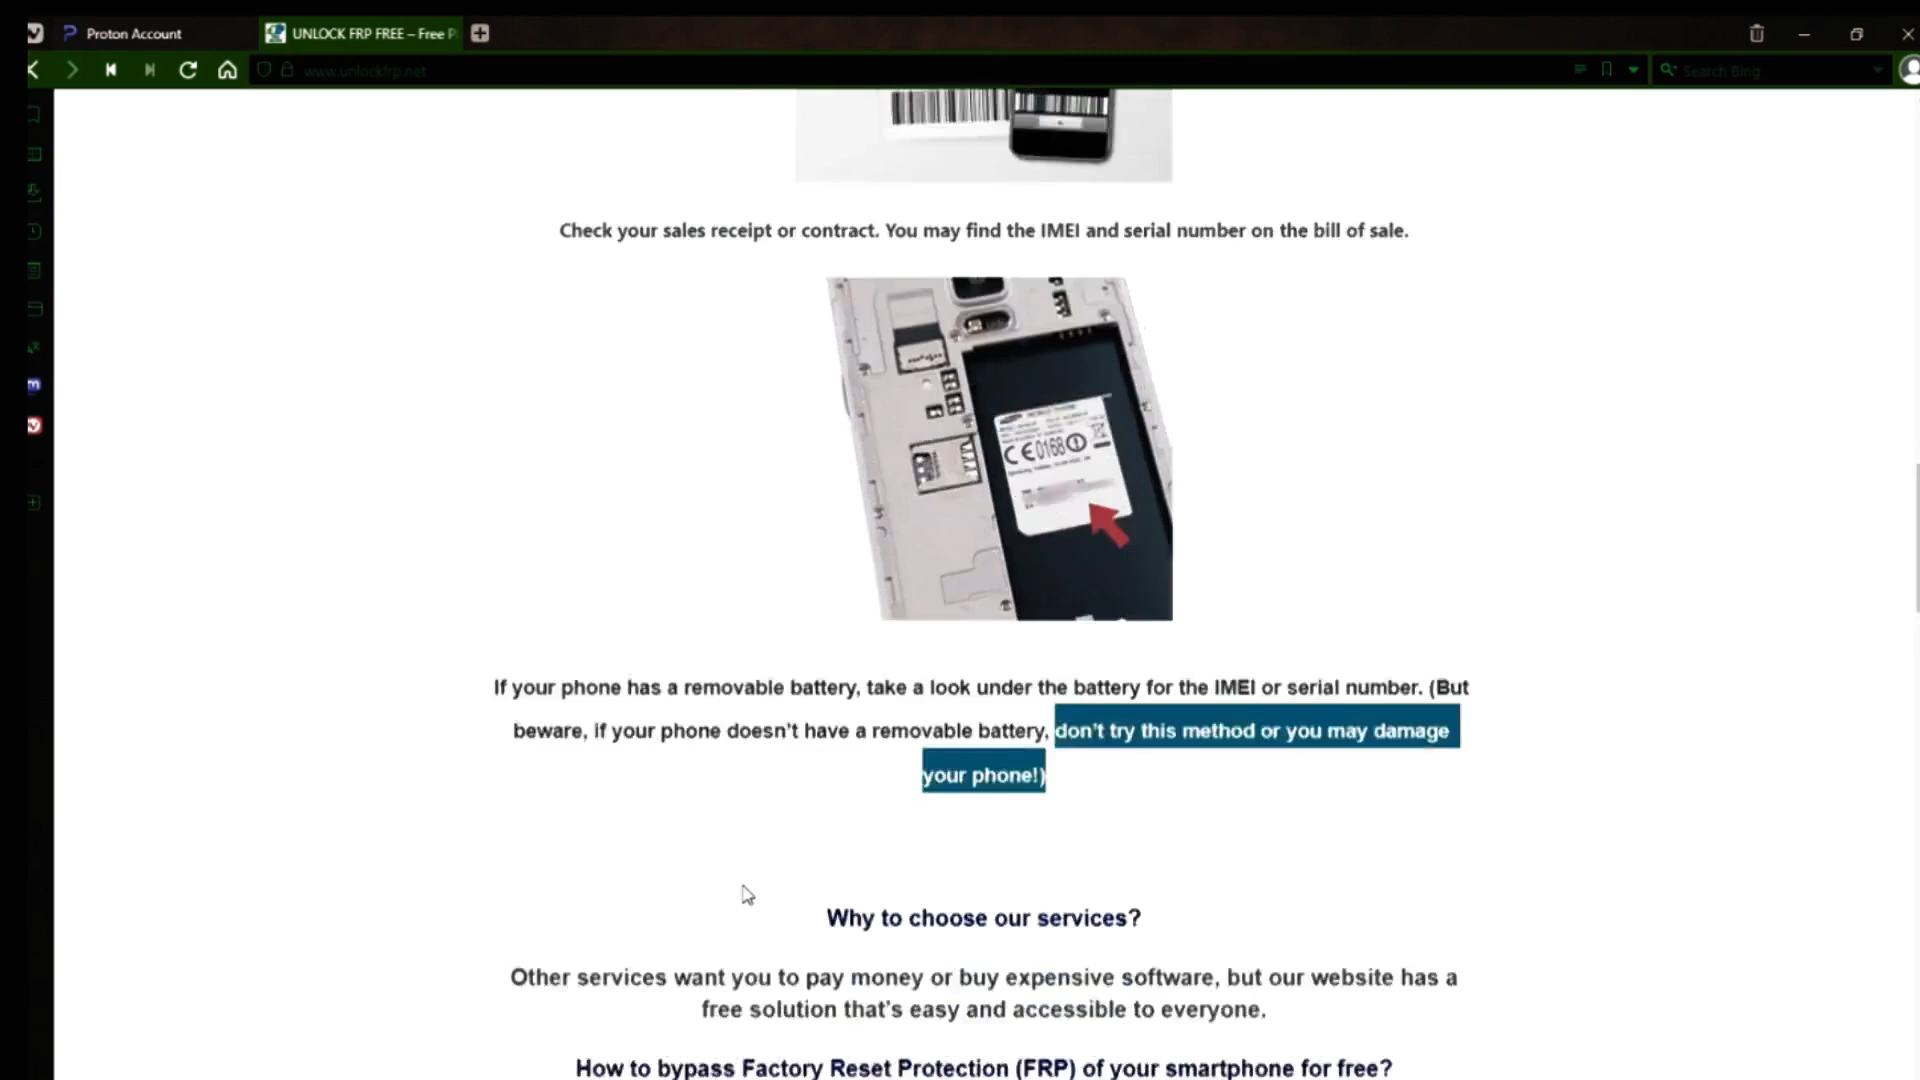 Proton Account
UNLOCK FRP FREE – Free P
www.unlockfrp.net
Search Bing
Check your sales receipt or contract. You may find the IMEI and serial number on the bill of sale.
CE0168
If your phone has a removable battery, take a look under the battery for the IMEI or serial number. (But
beware, if your phone doesn’t have a removable battery, don’t try this method or you may damage
your phone!)
Why to choose our services?
Other services want you to pay money or buy expensive software, but our website has a
free solution that’s easy and accessible to everyone.
How to bypass Factory Reset Protection (FRP) of your smartphone for free?